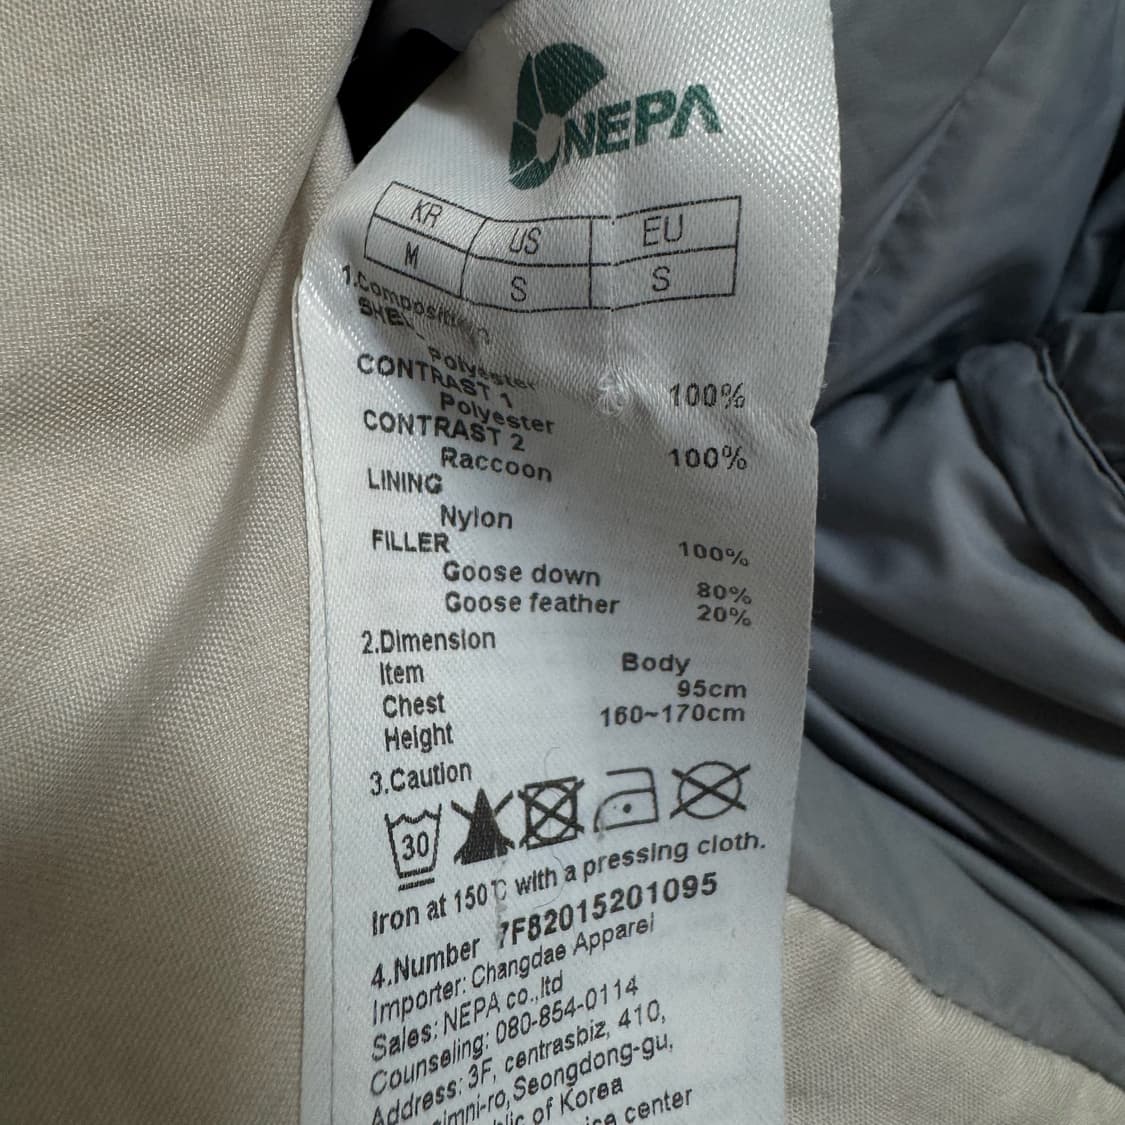 NEPA
KR US EU
M S S
1.Composition
SHELL
Polyester 100%
CONTRAST 1
Polyester 100%
CONTRAST 2
Raccoon
LINING
Nylon 100%
FILLER
Goose down 80%
Goose feather 20%
2.Dimension
Item Body
Chest 95cm
Height 160~170cm
3.Caution
30
Iron at 150℃ with a pressing cloth.
4.Number 7F82015201095
Importer: Changdae Apparel
Sales: NEPA co.,ltd
Counseling: 080-854-0114
Address: 3F, centrasbiz, 410,
Seongdong-gu,
of Korea
center